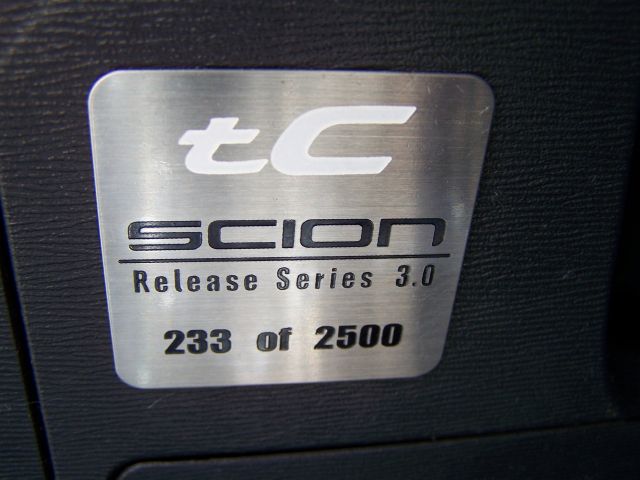 tC
SCION
Release Series 3.0
233 of 2500